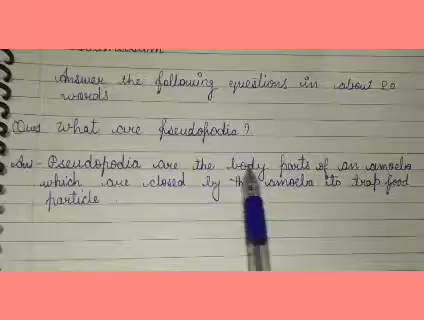 Answer the following questions in about 20
words
Ques What are pseudopodia?
Ans - Pseudopodia are the body parts of an amoeba
which are closed by the amoeba to trap food
particle.